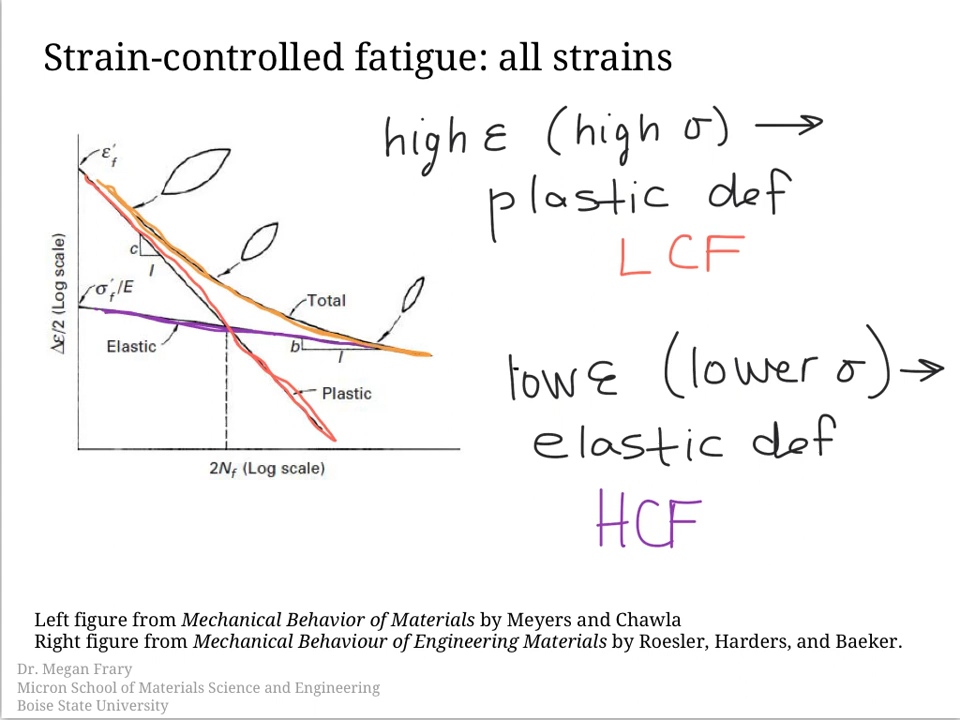 Strain-controlled fatigue: all strains
high ε (high σ) →
plastic def
LCF
low ε (lower σ) →
elastic def
HCF
ε′f
c
l
σ′f/E
Total
Elastic
b
l
Plastic
Δε/2 (Log scale)
2Nf (Log scale)
Left figure from Mechanical Behavior of Materials by Meyers and Chawla
Right figure from Mechanical Behaviour of Engineering Materials by Roesler, Harders, and Baeker.
Dr. Megan Frary
Micron School of Materials Science and Engineering
Boise State University